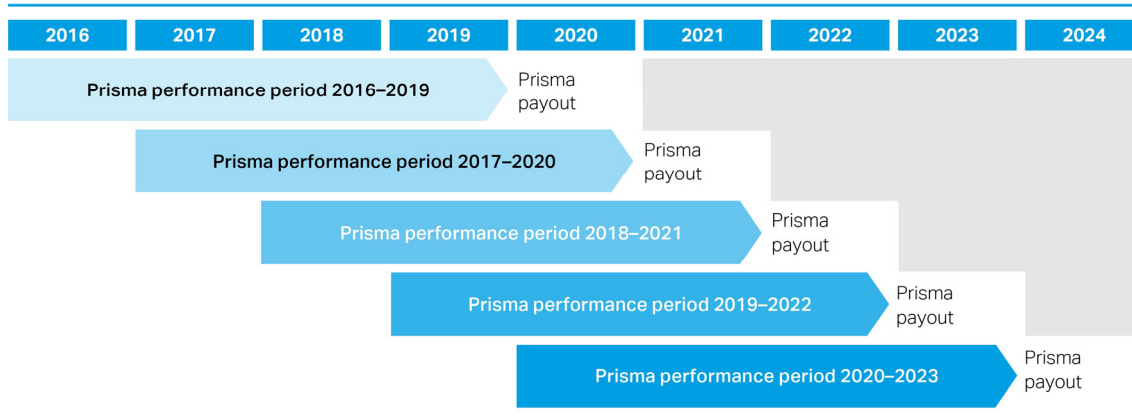 2016 2017 2018 2019 2020 2021 2022 2023 2024
Prisma performance period 2016–2019
Prisma
payout
Prisma performance period 2017–2020
Prisma
payout
Prisma performance period 2018–2021
Prisma
payout
Prisma performance period 2019–2022
Prisma
payout
Prisma performance period 2020–2023
Prisma
payout